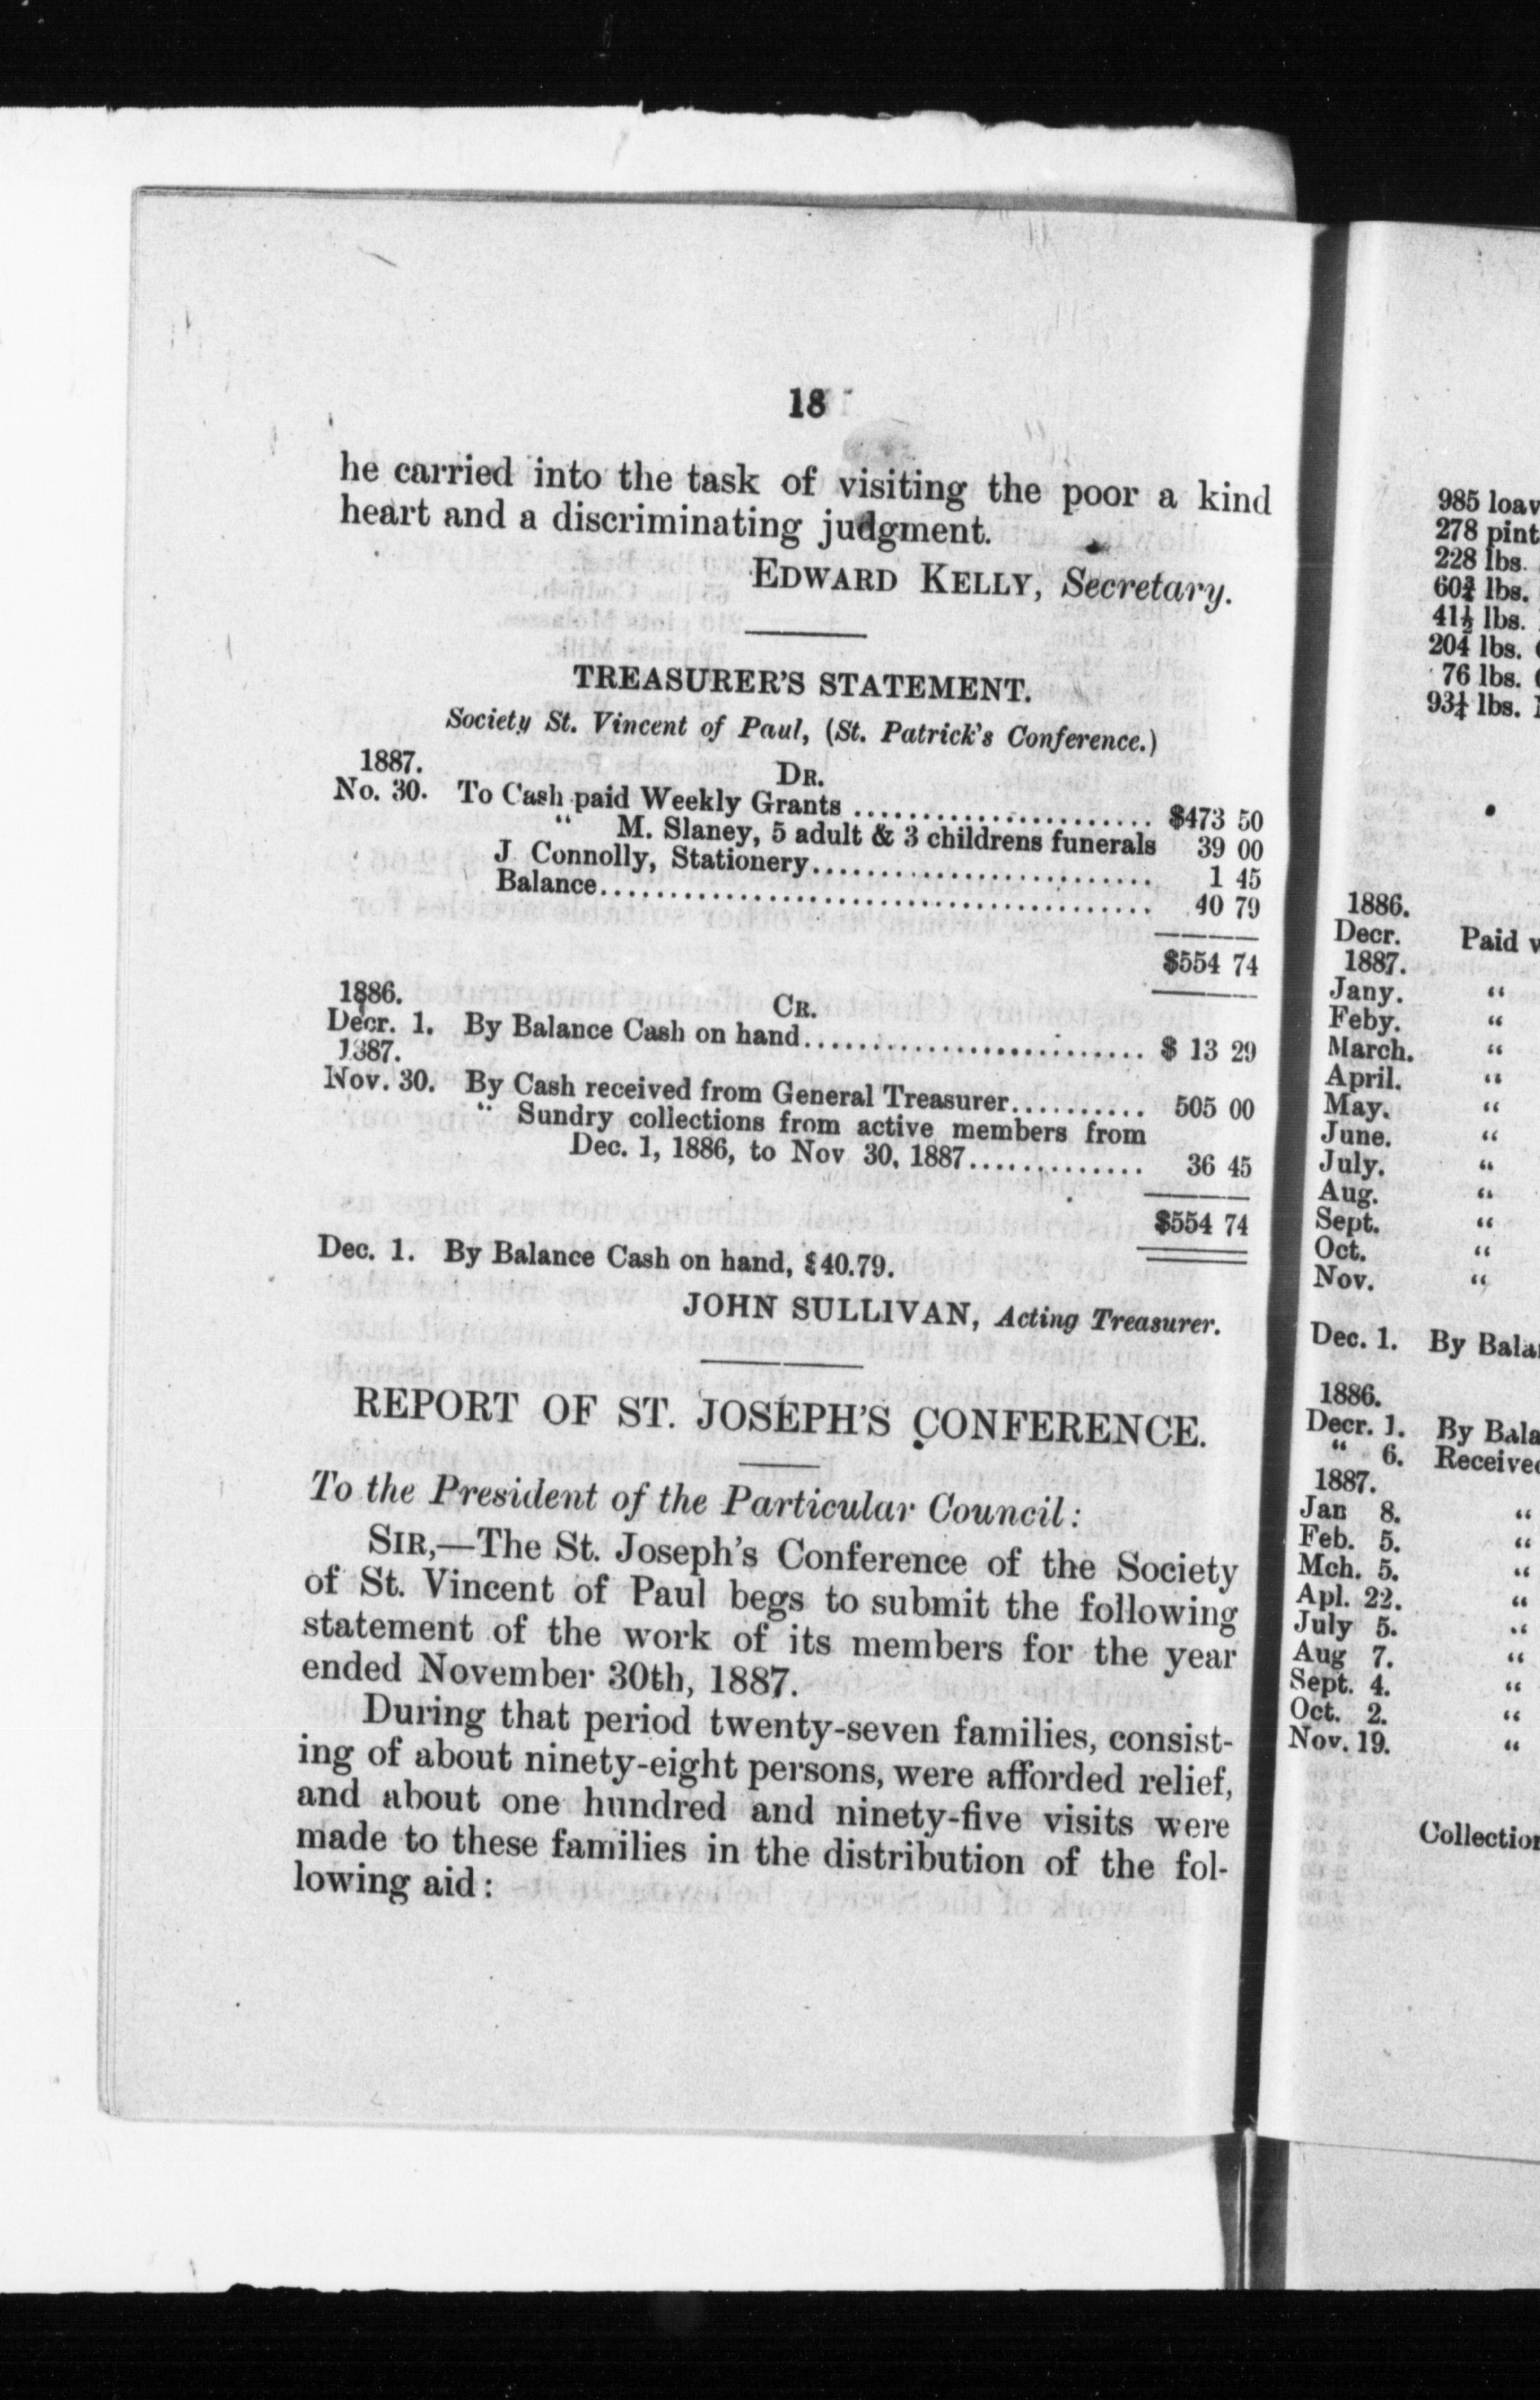 18
he carried into the task of visiting the poor a kind
heart and a discriminating judgment.
EDWARD KELLY, Secretary.
TREASURER'S STATEMENT.
Society St. Vincent of Paul, (St. Patrick's Conference.)
1887. DR.
No. 30. To Cash paid Weekly Grants ........................ $473 50
" M. Slaney, 5 adult & 3 childrens funerals 39 00
J Connolly, Stationery........................... 1 45
Balance.......................................... 40 79
$554 74
1886. CR.
Decr. 1. By Balance Cash on hand.......................... $ 13 29
1887.
Nov. 30. By Cash received from General Treasurer.......... 505 00
" Sundry collections from active members from
Dec. 1, 1886, to Nov 30, 1887.............. 36 45
$554 74
Dec. 1. By Balance Cash on hand, $40.79.
JOHN SULLIVAN, Acting Treasurer.
REPORT OF ST. JOSEPH'S CONFERENCE.
To the President of the Particular Council:
SIR,—The St. Joseph's Conference of the Society
of St. Vincent of Paul begs to submit the following
statement of the work of its members for the year
ended November 30th, 1887.
During that period twenty-seven families, consist-
ing of about ninety-eight persons, were afforded relief,
and about one hundred and ninety-five visits were
made to these families in the distribution of the fol-
lowing aid:
985 loav
278 pint
228 lbs.
60¾ lbs.
41½ lbs.
204 lbs.
76 lbs.
93¼ lbs.
1886.
Decr. Paid
1887.
Jany. "
Feby. "
March. "
April. "
May. "
June. "
July. "
Aug. "
Sept. "
Oct. "
Nov. "
Dec. 1. By Bala
1886.
Decr. 1. By Bala
" 6. Receive
1887.
Jan 8. "
Feb. 5. "
Mch. 5. "
Apl. 22. "
July 5. "
Aug 7. "
Sept. 4. "
Oct. 2. "
Nov. 19. "
Collection